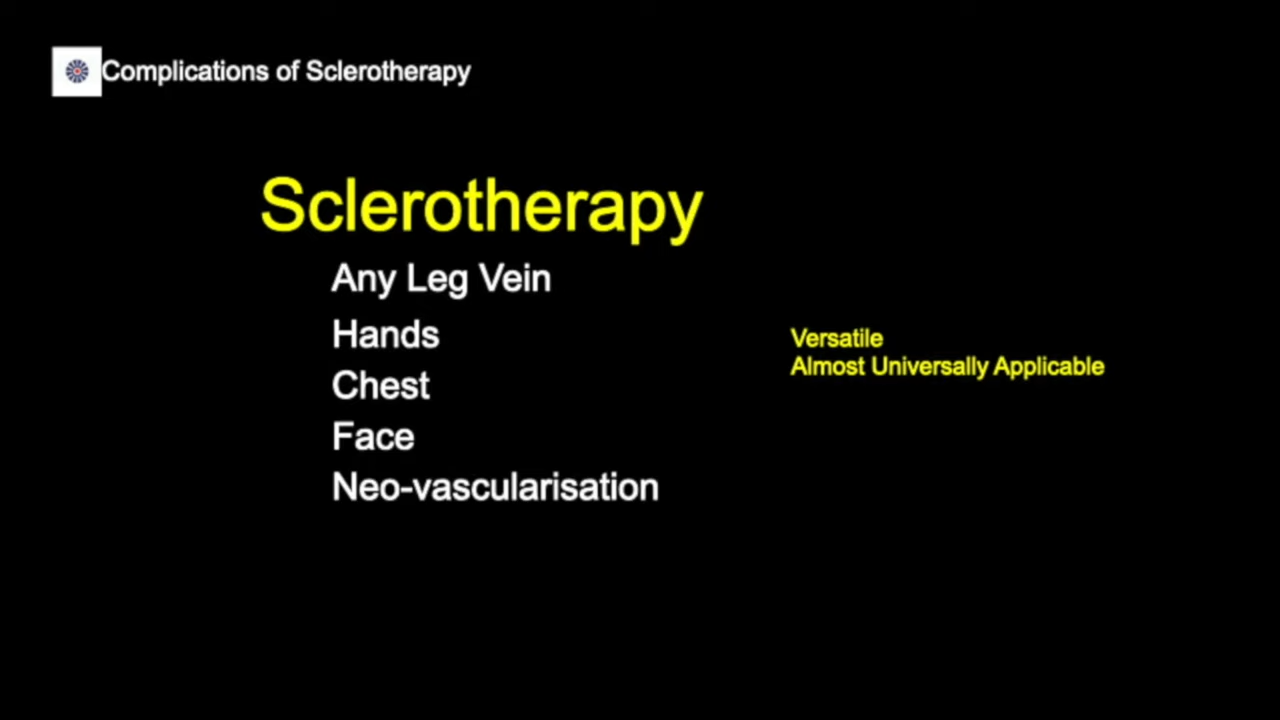 Complications of Sclerotherapy
Sclerotherapy
Any Leg Vein
Hands
Chest
Face
Neo-vascularisation
Versatile
Almost Universally Applicable